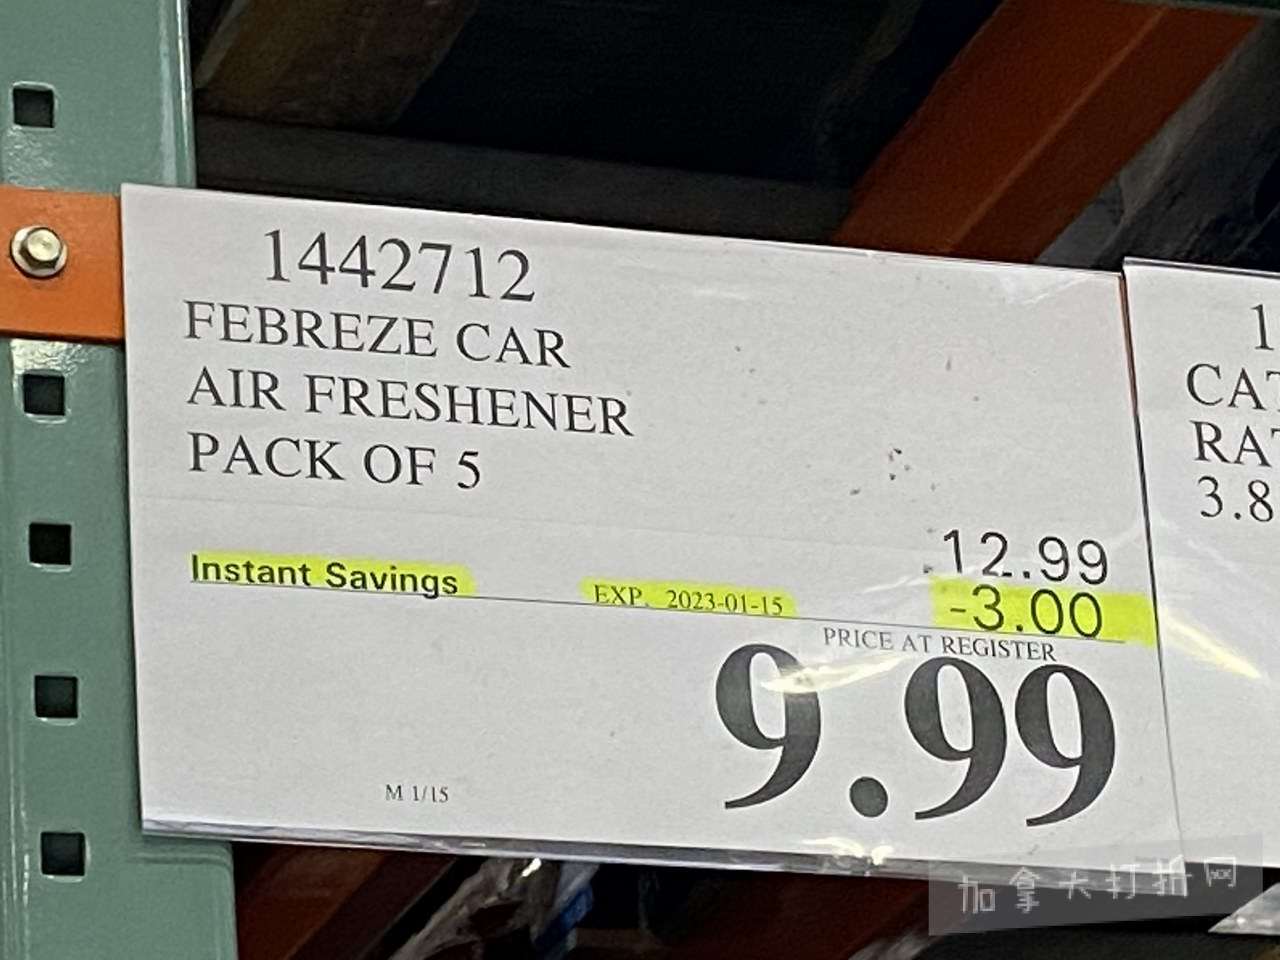 1442712
FEBREZE CAR
AIR FRESHENER
PACK OF 5
12.99
Instant Savings EXP. 2023-01-15 -3.00
PRICE AT REGISTER
9.99
M 1/15
1
CAT
RAT
3.8
加拿大打折网